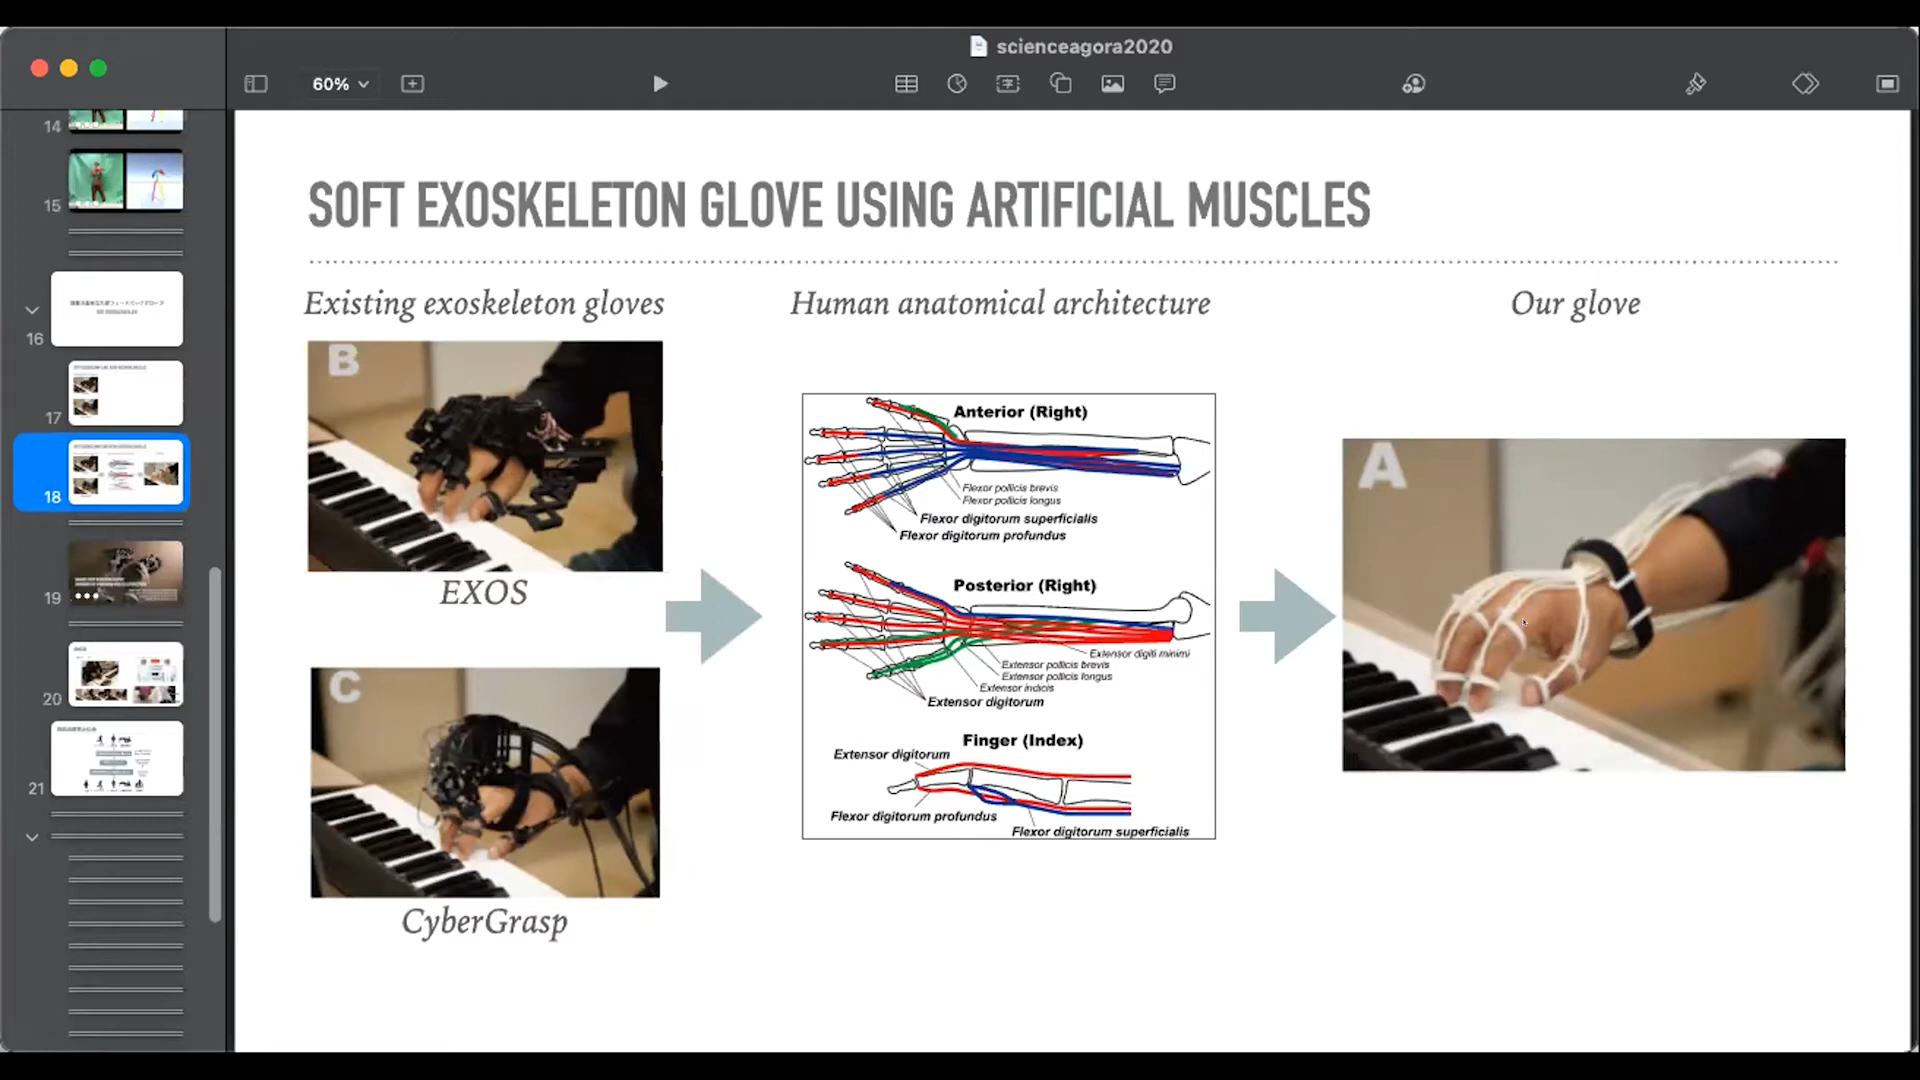 scienceagora2020
60%
14
15
16
17
18
19
20
21
SOFT EXOSKELETON GLOVE USING ARTIFICIAL MUSCLES
Existing exoskeleton gloves
Human anatomical architecture
Our glove
B
EXOS
C
CyberGrasp
Anterior (Right)
Flexor pollicis brevis
Flexor pollicis longus
Flexor digitorum superficialis
Flexor digitorum profundus
Posterior (Right)
Extensor digiti minimi
Extensor pollicis brevis
Extensor pollicis longus
Extensor indicis
Extensor digitorum
Finger (Index)
Extensor digitorum
Flexor digitorum profundus
Flexor digitorum superficialis
A